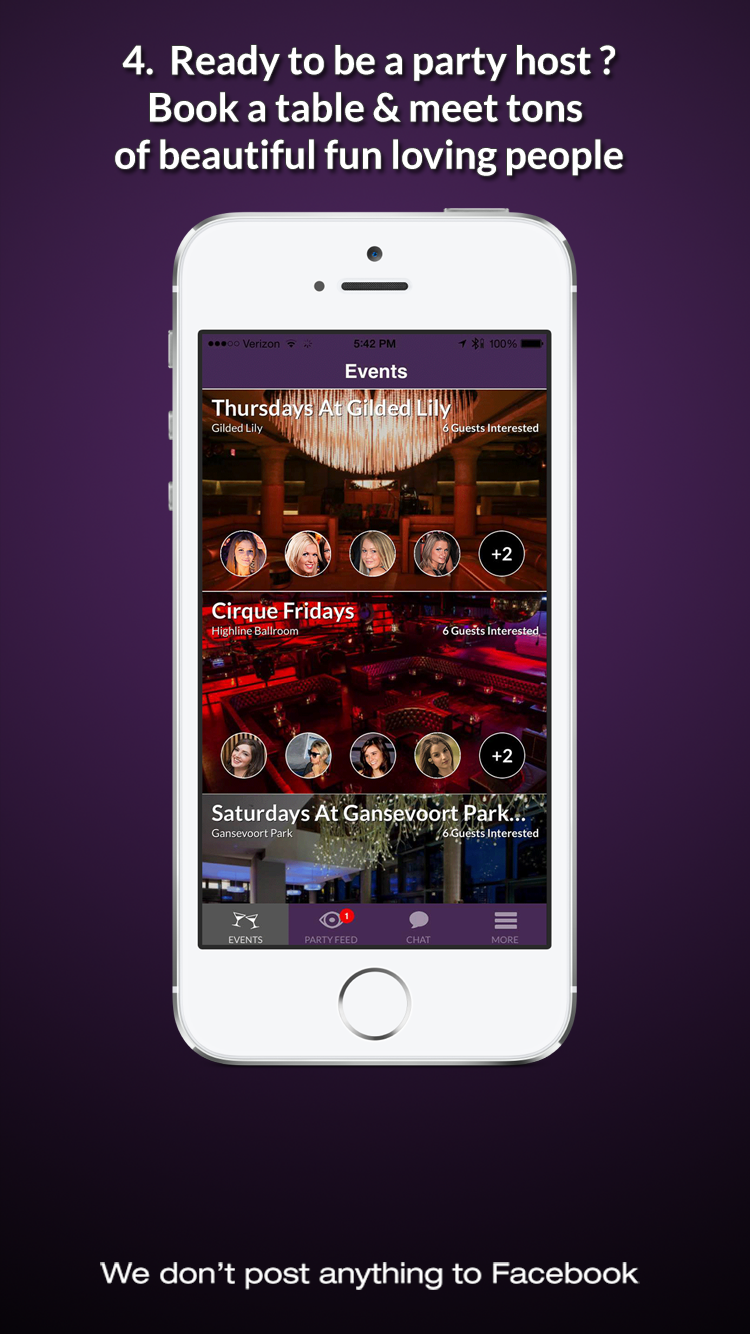 4. Ready to be a party host ?
Book a table & meet tons
of beautiful fun loving people
Verizon 5:42 PM 100%
Events
Thursdays At Gilded Lily
Gilded Lily 6 Guests Interested
+2
Cirque Fridays
Highline Ballroom 6 Guests Interested
+2
Saturdays At Gansevoort Park...
Gansevoort Park 6 Guests Interested
1
EVENTS PARTY FEED CHAT MORE
We don't post anything to Facebook